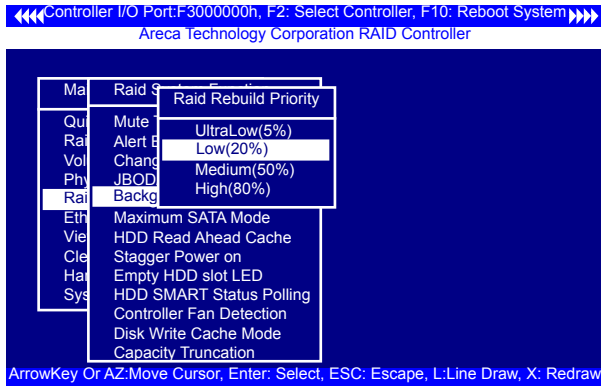 Controller I/O Port:F3000000h, F2: Select Controller, F10: Reboot System
Areca Technology Corporation RAID Controller
Ma
Raid S
Raid Rebuild Priority
Qui
Rai
Vol
Phy
Rai
Eth
Vie
Cle
Har
Sys
Mute
Alert B
Chang
JBOD
Backg
Maximum SATA Mode
HDD Read Ahead Cache
Stagger Power on
Empty HDD slot LED
HDD SMART Status Polling
Controller Fan Detection
Disk Write Cache Mode
Capacity Truncation
UltraLow(5%)
Low(20%)
Medium(50%)
High(80%)
ArrowKey Or AZ:Move Cursor, Enter: Select, ESC: Escape, L:Line Draw, X: Redraw